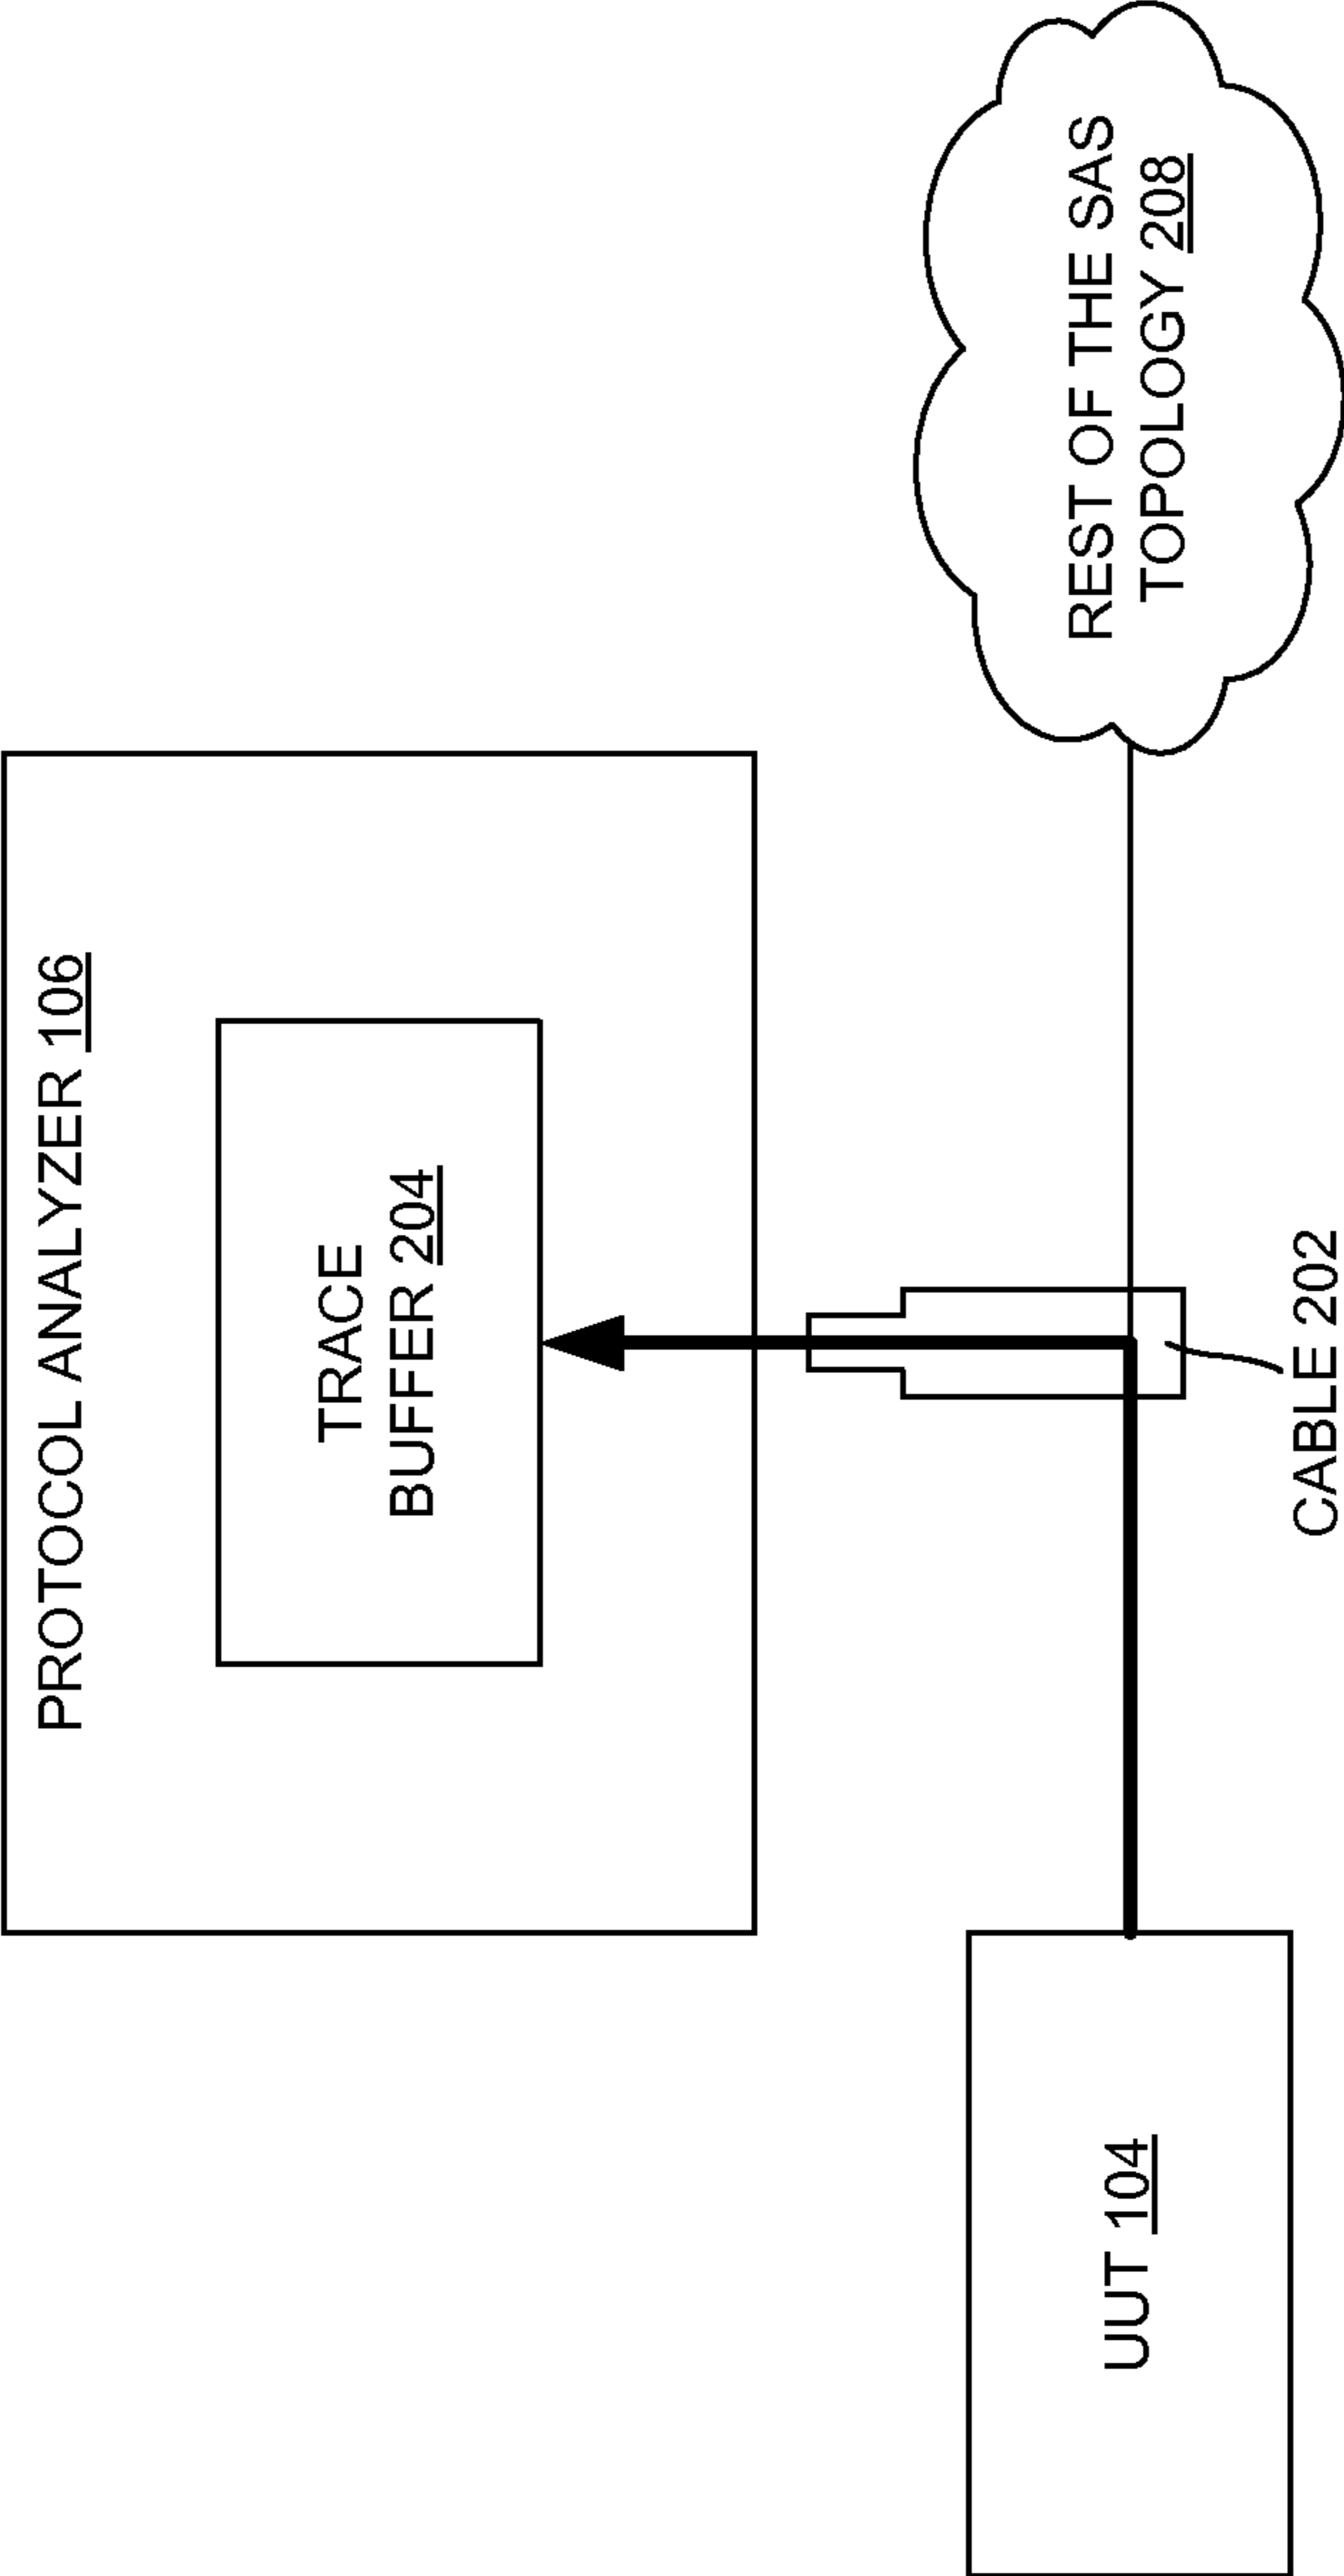 PROTOCOL ANALYZER 106
TRACE
BUFFER 204
UUT 104
REST OF THE SAS
TOPOLOGY 208
CABLE 202